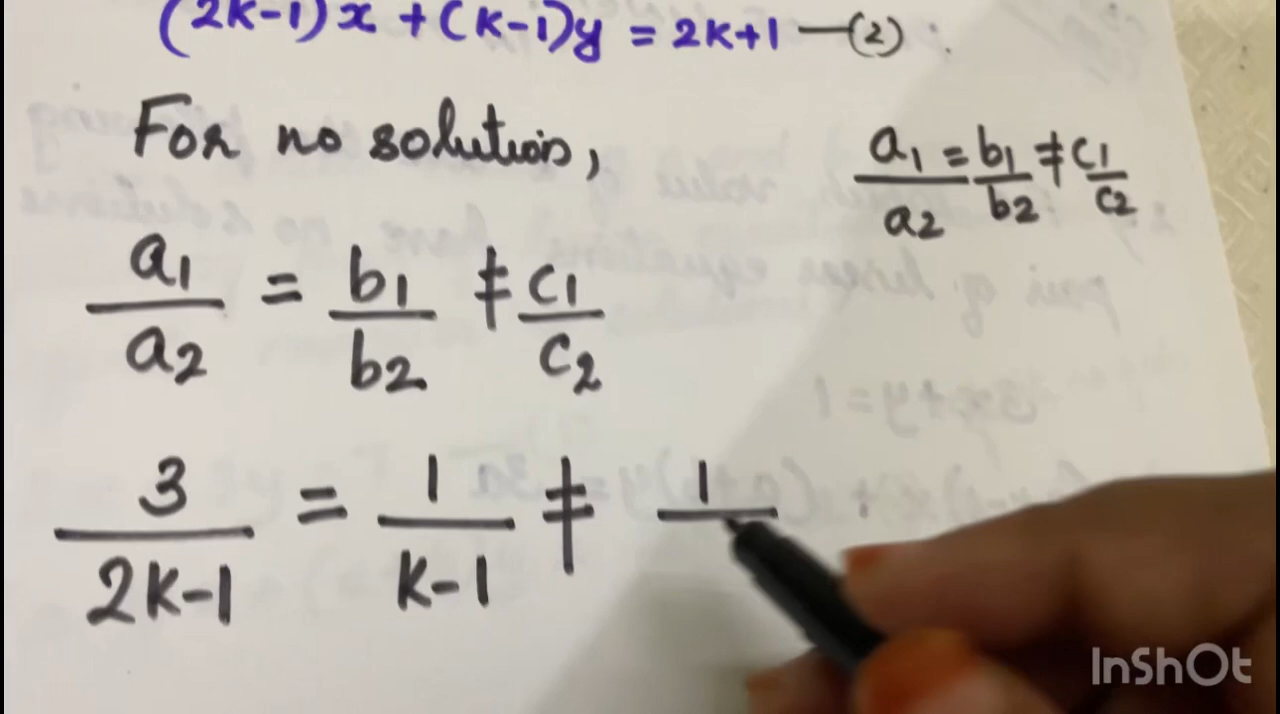 (2k-1)x + (k-1)y = 2k+1 —(2)
For no solution,
a1/a2 = b1/b2 ≠ c1/c2
a1/a2 = b1/b2 ≠ c1/c2
3/2k-1 = 1/k-1 ≠ 1/
InShOt